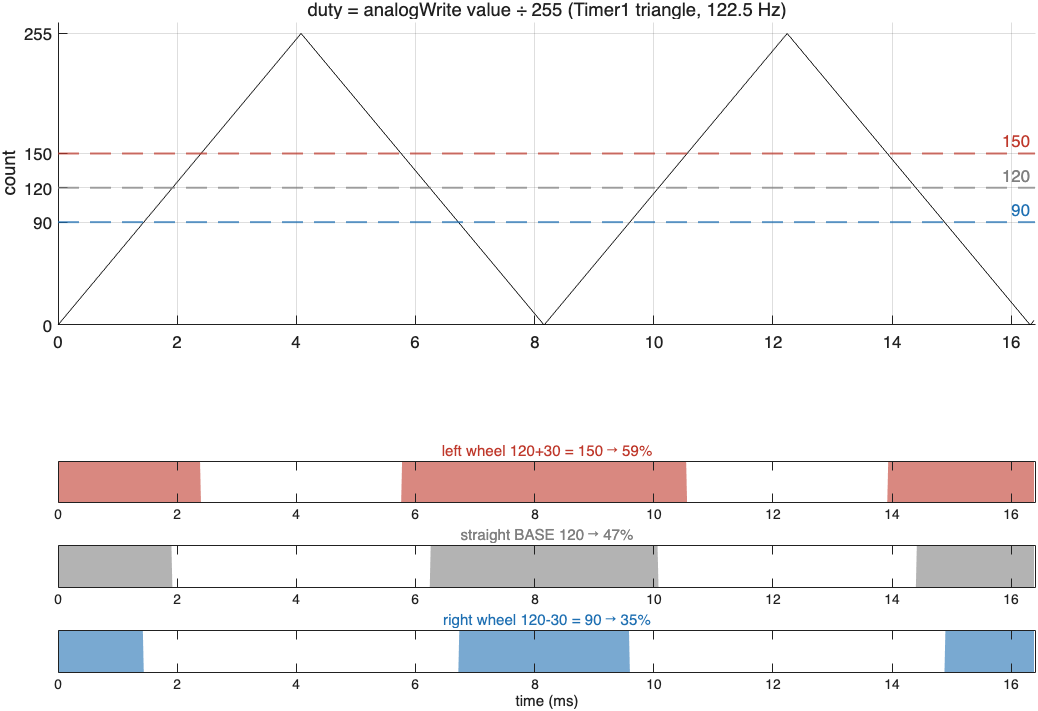 duty = analogWrite value ÷ 255 (Timer1 triangle, 122.5 Hz)
255
150
120
90
0
count
150
120
90
0 2 4 6 8 10 12 14 16
left wheel 120+30 = 150 → 59%
0 2 4 6 8 10 12 14 16
straight BASE 120 → 47%
0 2 4 6 8 10 12 14 16
right wheel 120-30 = 90 → 35%
0 2 4 6 8 10 12 14 16
time (ms)